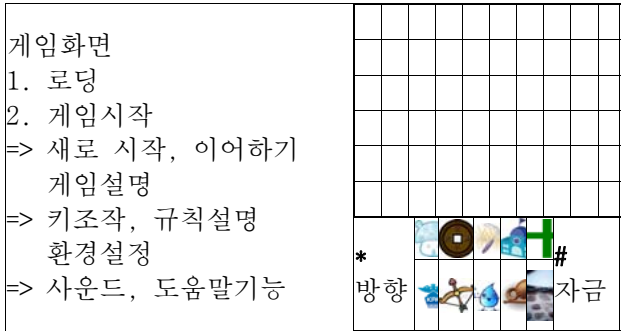 게임화면
1. 로딩
2. 게임시작
=> 새로 시작, 이어하기
게임설명
=> 키조작, 규칙설명
환경설정
=> 사운드, 도움말기능
*
방향
#
자금